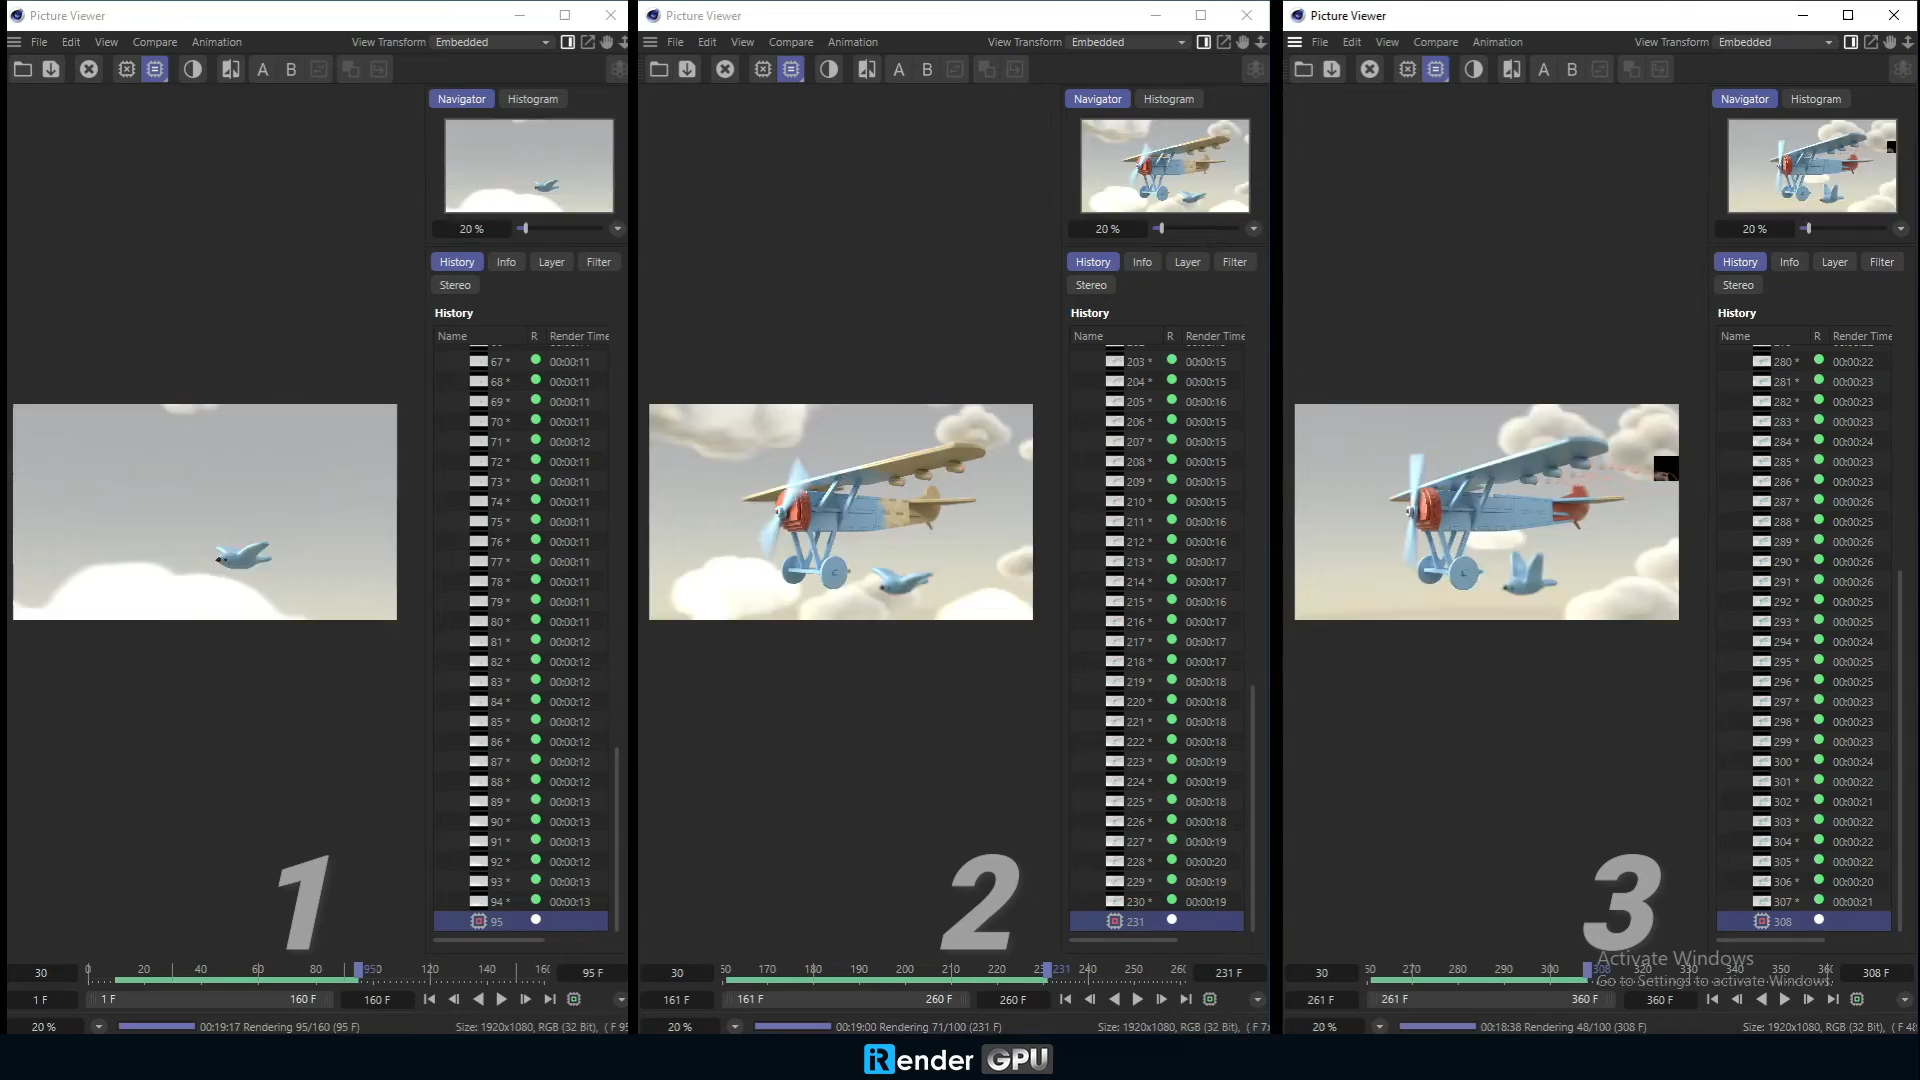 Picture Viewer
File Edit View Compare Animation View Transform Embedded
A B
Navigator Histogram
20 %
History Info Layer Filter
Stereo
History
Name R Render Time
67 * 00:00:11
68 * 00:00:11
69 * 00:00:11
70 * 00:00:11
71 * 00:00:12
72 * 00:00:11
73 * 00:00:11
74 * 00:00:11
75 * 00:00:11
76 * 00:00:11
77 * 00:00:11
78 * 00:00:11
79 * 00:00:11
80 * 00:00:11
81 * 00:00:12
82 * 00:00:12
83 * 00:00:12
84 * 00:00:12
85 * 00:00:12
86 * 00:00:12
87 * 00:00:12
88 * 00:00:12
89 * 00:00:13
90 * 00:00:13
91 * 00:00:13
92 * 00:00:12
93 * 00:00:13
94 * 00:00:13
95
1
30 0 20 40 60 80 95 120 140 95 F
1 F 1 F 160 F 160 F
20 % 00:19:17 Rendering 95/160 (95 F) Size: 1920x1080, RGB (32 Bit),
Picture Viewer
File Edit View Compare Animation View Transform Embedded
A B
Navigator Histogram
20 %
History Info Layer Filter
Stereo
History
Name R Render Time
203 * 00:00:15
204 * 00:00:15
205 * 00:00:16
206 * 00:00:15
207 * 00:00:15
208 * 00:00:15
209 * 00:00:15
210 * 00:00:15
211 * 00:00:16
212 * 00:00:16
213 * 00:00:17
214 * 00:00:17
215 * 00:00:16
216 * 00:00:17
217 * 00:00:17
218 * 00:00:17
219 * 00:00:18
220 * 00:00:18
221 * 00:00:18
222 * 00:00:18
223 * 00:00:19
224 * 00:00:19
225 * 00:00:18
226 * 00:00:18
227 * 00:00:19
228 * 00:00:20
229 * 00:00:19
230 * 00:00:19
231
2
30 170 180 190 200 210 220 231 240 250 231 F
161 F 161 F 260 F 260 F
20 % 00:19:00 Rendering 71/100 (231 F) Size: 1920x1080, RGB (32 Bit),
Picture Viewer
File Edit View Compare Animation View Transform Embedded
A B
Navigator Histogram
20 %
History Info Layer Filter
Stereo
History
Name R Render Time
280 * 00:00:22
281 * 00:00:23
282 * 00:00:23
283 * 00:00:23
284 * 00:00:24
285 * 00:00:23
286 * 00:00:23
287 * 00:00:26
288 * 00:00:25
289 * 00:00:26
290 * 00:00:26
291 * 00:00:26
292 * 00:00:25
293 * 00:00:25
294 * 00:00:24
295 * 00:00:25
296 * 00:00:25
297 * 00:00:23
298 * 00:00:23
299 * 00:00:23
300 * 00:00:24
301 * 00:00:22
302 * 00:00:21
303 * 00:00:22
304 * 00:00:22
305 * 00:00:22
306 * 00:00:20
307 * 00:00:21
308
3
Activate Windows
Go to Settings to activate Windows.
30 270 280 290 300 308 320 330 340 350 308 F
261 F 261 F 360 F 360 F
20 % 00:18:38 Rendering 48/100 (308 F) Size: 1920x1080, RGB (32 Bit),
iRender GPU